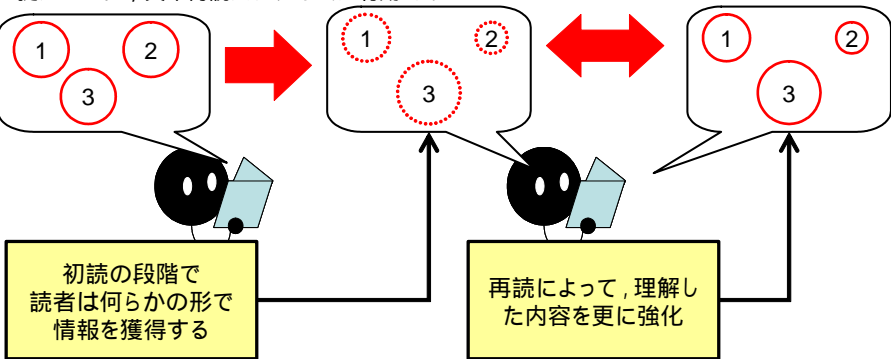 1
2
3
1
2
3
1
2
3
初読の段階で
読者は何らかの形で
情報を獲得する
再読によって,理解し
た内容を更に強化